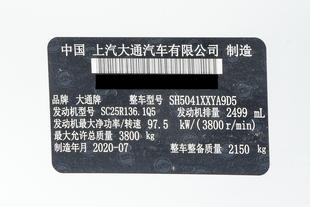 中国 上汽大通汽车有限公司 制造
品牌 大通牌 整车型号 SH5041XXYA9D5
发动机型号 SC25R136.1Q5 发动机排量 2499 mL
发动机最大净功率/转速 97.5 kW/(3800r/min)
最大允许总质量 3800 kg
制造年月 2020-07 整车整备质量 2150 kg